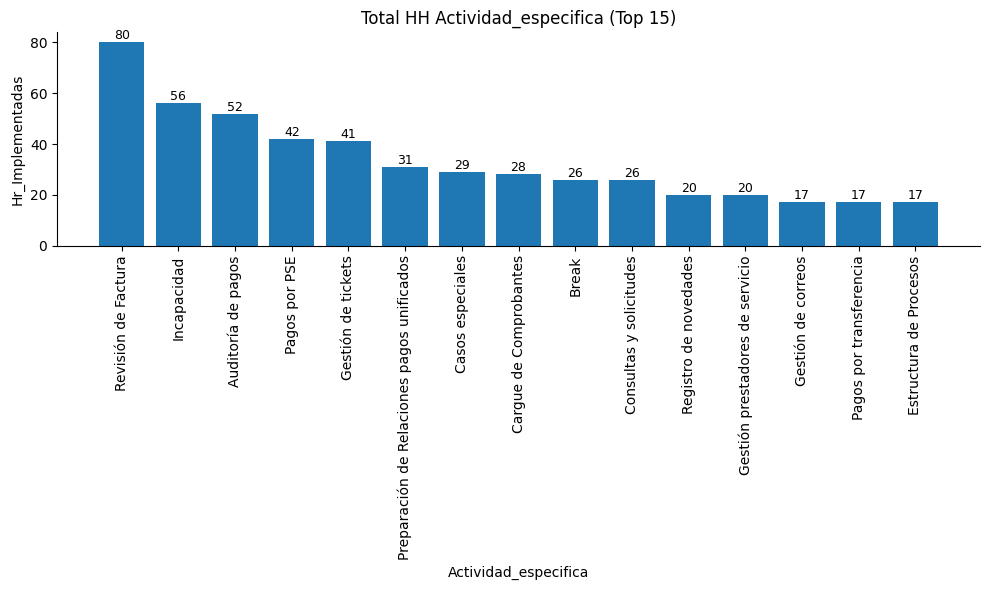 Total HH Actividad_especifica (Top 15)
Hr_Implementadas
80
60
40
20
0
80
56
52
42
41
31
29
28
26
26
20
20
17
17
17
Revisión de Factura
Incapacidad
Auditoría de pagos
Pagos por PSE
Gestión de tickets
Preparación de Relaciones pagos unificados
Casos especiales
Cargue de Comprobantes
Break
Consultas y solicitudes
Registro de novedades
Gestión prestadores de servicio
Gestión de correos
Pagos por transferencia
Estructura de Procesos
Actividad_especifica